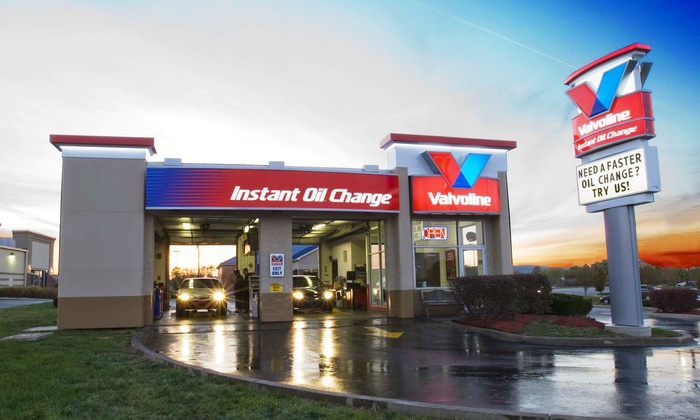 Instant Oil Change
Valvoline
OPEN
EXIT
ONLY
Valvoline
Instant Oil Change
NEED A FASTER
OIL CHANGE?
TRY US!